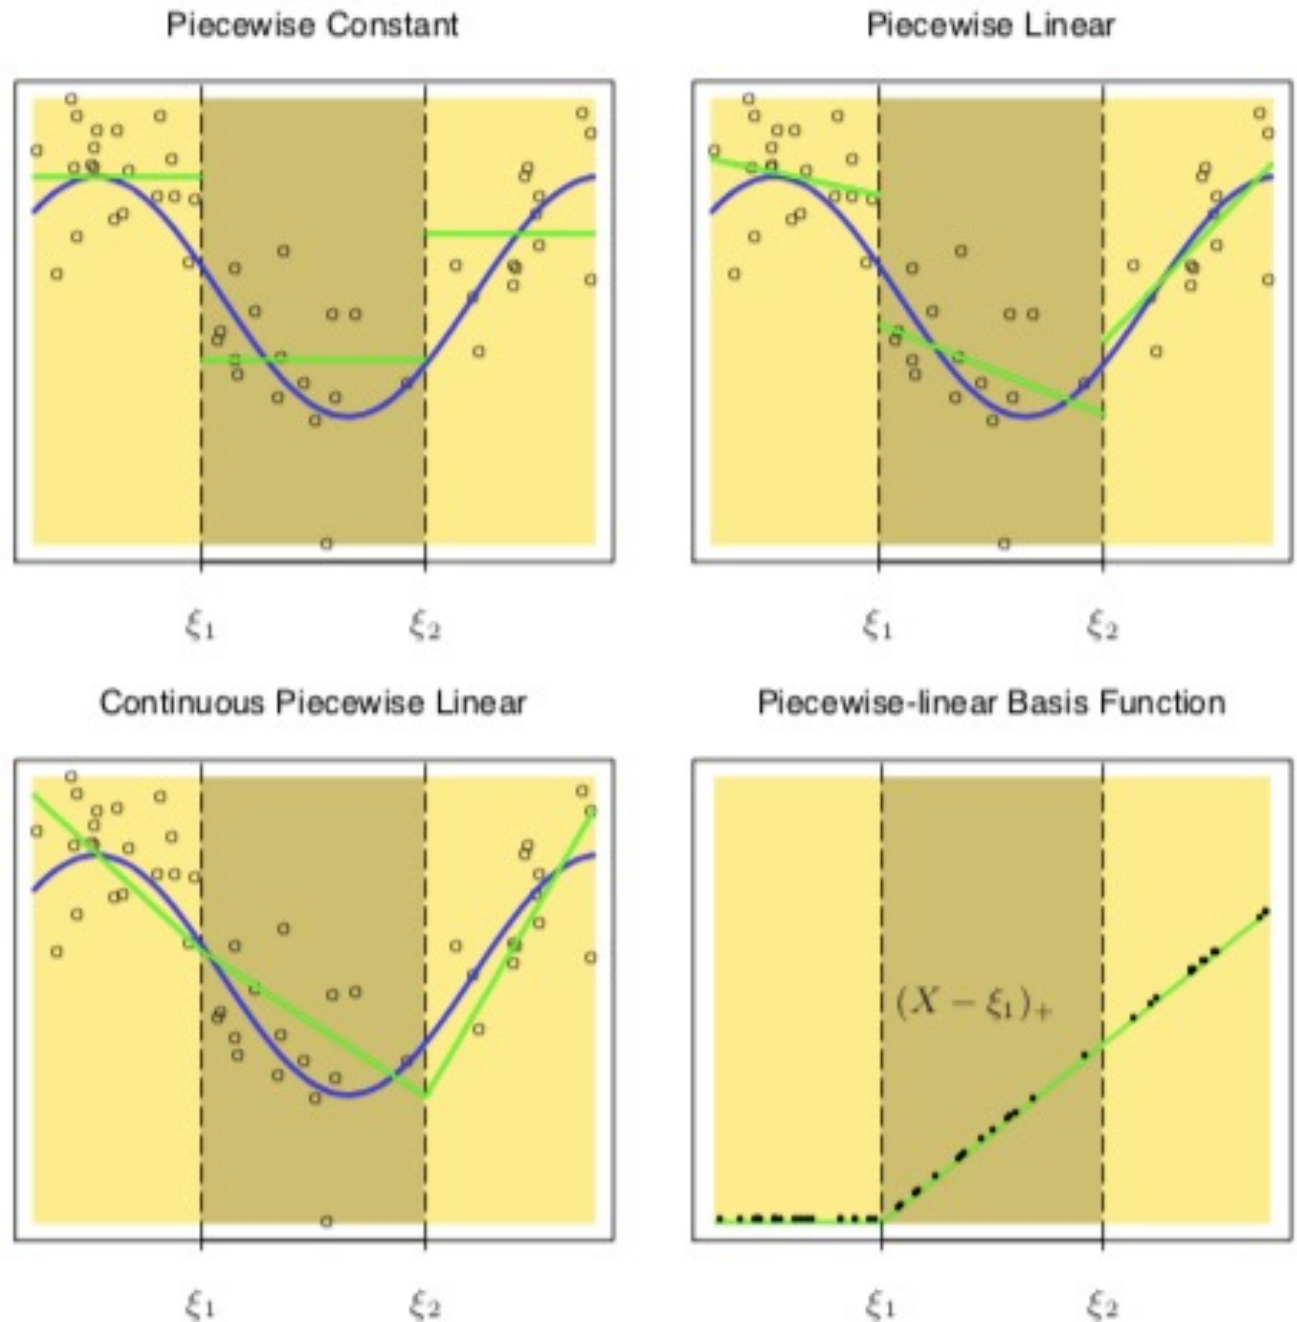 Piecewise Constant
Piecewise Linear
ξ₁ ξ₂
ξ₁ ξ₂
Continuous Piecewise Linear
Piecewise-linear Basis Function
(X − ξ₁)₊
ξ₁ ξ₂
ξ₁ ξ₂